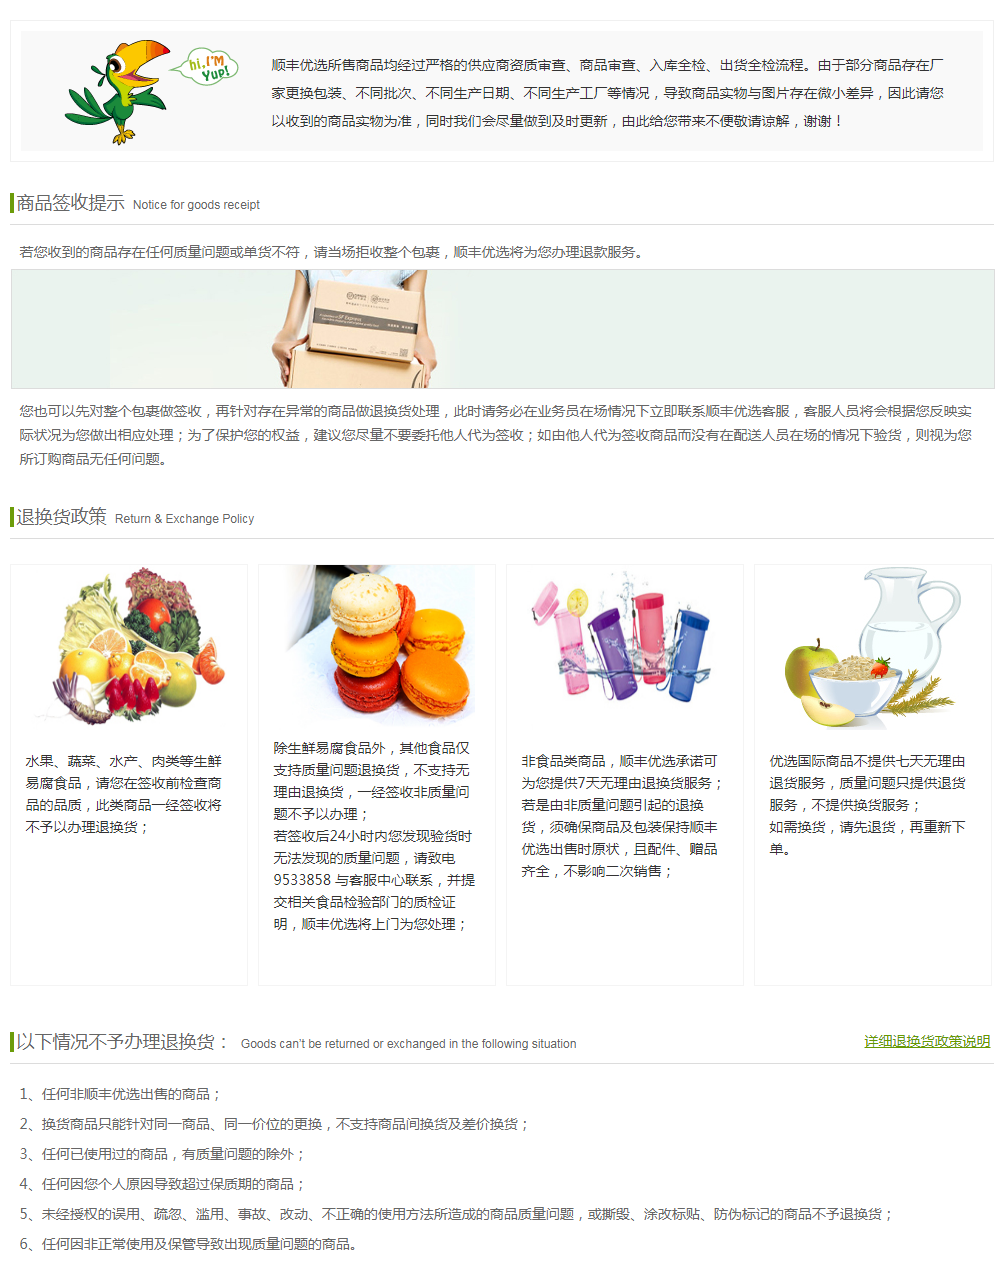 hi,I'M
YUP!
顺丰优选所售商品均经过严格的供应商资质审查、商品审查、入库全检、出货全检流程。由于部分商品存在厂
家更换包装、不同批次、不同生产日期、不同生产工厂等情况，导致商品实物与图片存在微小差异，因此请您
以收到的商品实物为准，同时我们会尽量做到及时更新，由此给您带来不便敬请谅解，谢谢！
商品签收提示 Notice for goods receipt
若您收到的商品存在任何质量问题或单货不符，请当场拒收整个包裹，顺丰优选将为您办理退款服务。
SF Express
您也可以先对整个包裹做签收，再针对存在异常的商品做退换货处理，此时请务必在业务员在场情况下立即联系顺丰优选客服，客服人员将会根据您反映实
际状况为您做出相应处理；为了保护您的权益，建议您尽量不要委托他人代为签收；如由他人代为签收商品而没有在配送人员在场的情况下验货，则视为您
所订购商品无任何问题。
退换货政策 Return & Exchange Policy
水果、蔬菜、水产、肉类等生鲜
易腐食品，请您在签收前检查商
品的品质，此类商品一经签收将
不予以办理退换货；
除生鲜易腐食品外，其他食品仅
支持质量问题退换货，不支持无
理由退换货，一经签收非质量问
题不予以办理；
若签收后24小时内您发现验货时
无法发现的质量问题，请致电
9533858 与客服中心联系，并提
交相关食品检验部门的质检证
明，顺丰优选将上门为您处理；
非食品类商品，顺丰优选承诺可
为您提供7天无理由退换货服务；
若是由非质量问题引起的退换
货，须确保商品及包装保持顺丰
优选出售时原状，且配件、赠品
齐全，不影响二次销售；
优选国际商品不提供七天无理由
退货服务，质量问题只提供退货
服务，不提供换货服务；
如需换货，请先退货，再重新下
单。
以下情况不予办理退换货： Goods can't be returned or exchanged in the following situation 详细退换货政策说明
1、任何非顺丰优选出售的商品；
2、换货商品只能针对同一商品、同一价位的更换，不支持商品间换货及差价换货；
3、任何已使用过的商品，有质量问题的除外；
4、任何因您个人原因导致超过保质期的商品；
5、未经授权的误用、疏忽、滥用、事故、改动、不正确的使用方法所造成的商品质量问题，或撕毁、涂改标贴、防伪标记的商品不予退换货；
6、任何因非正常使用及保管导致出现质量问题的商品。